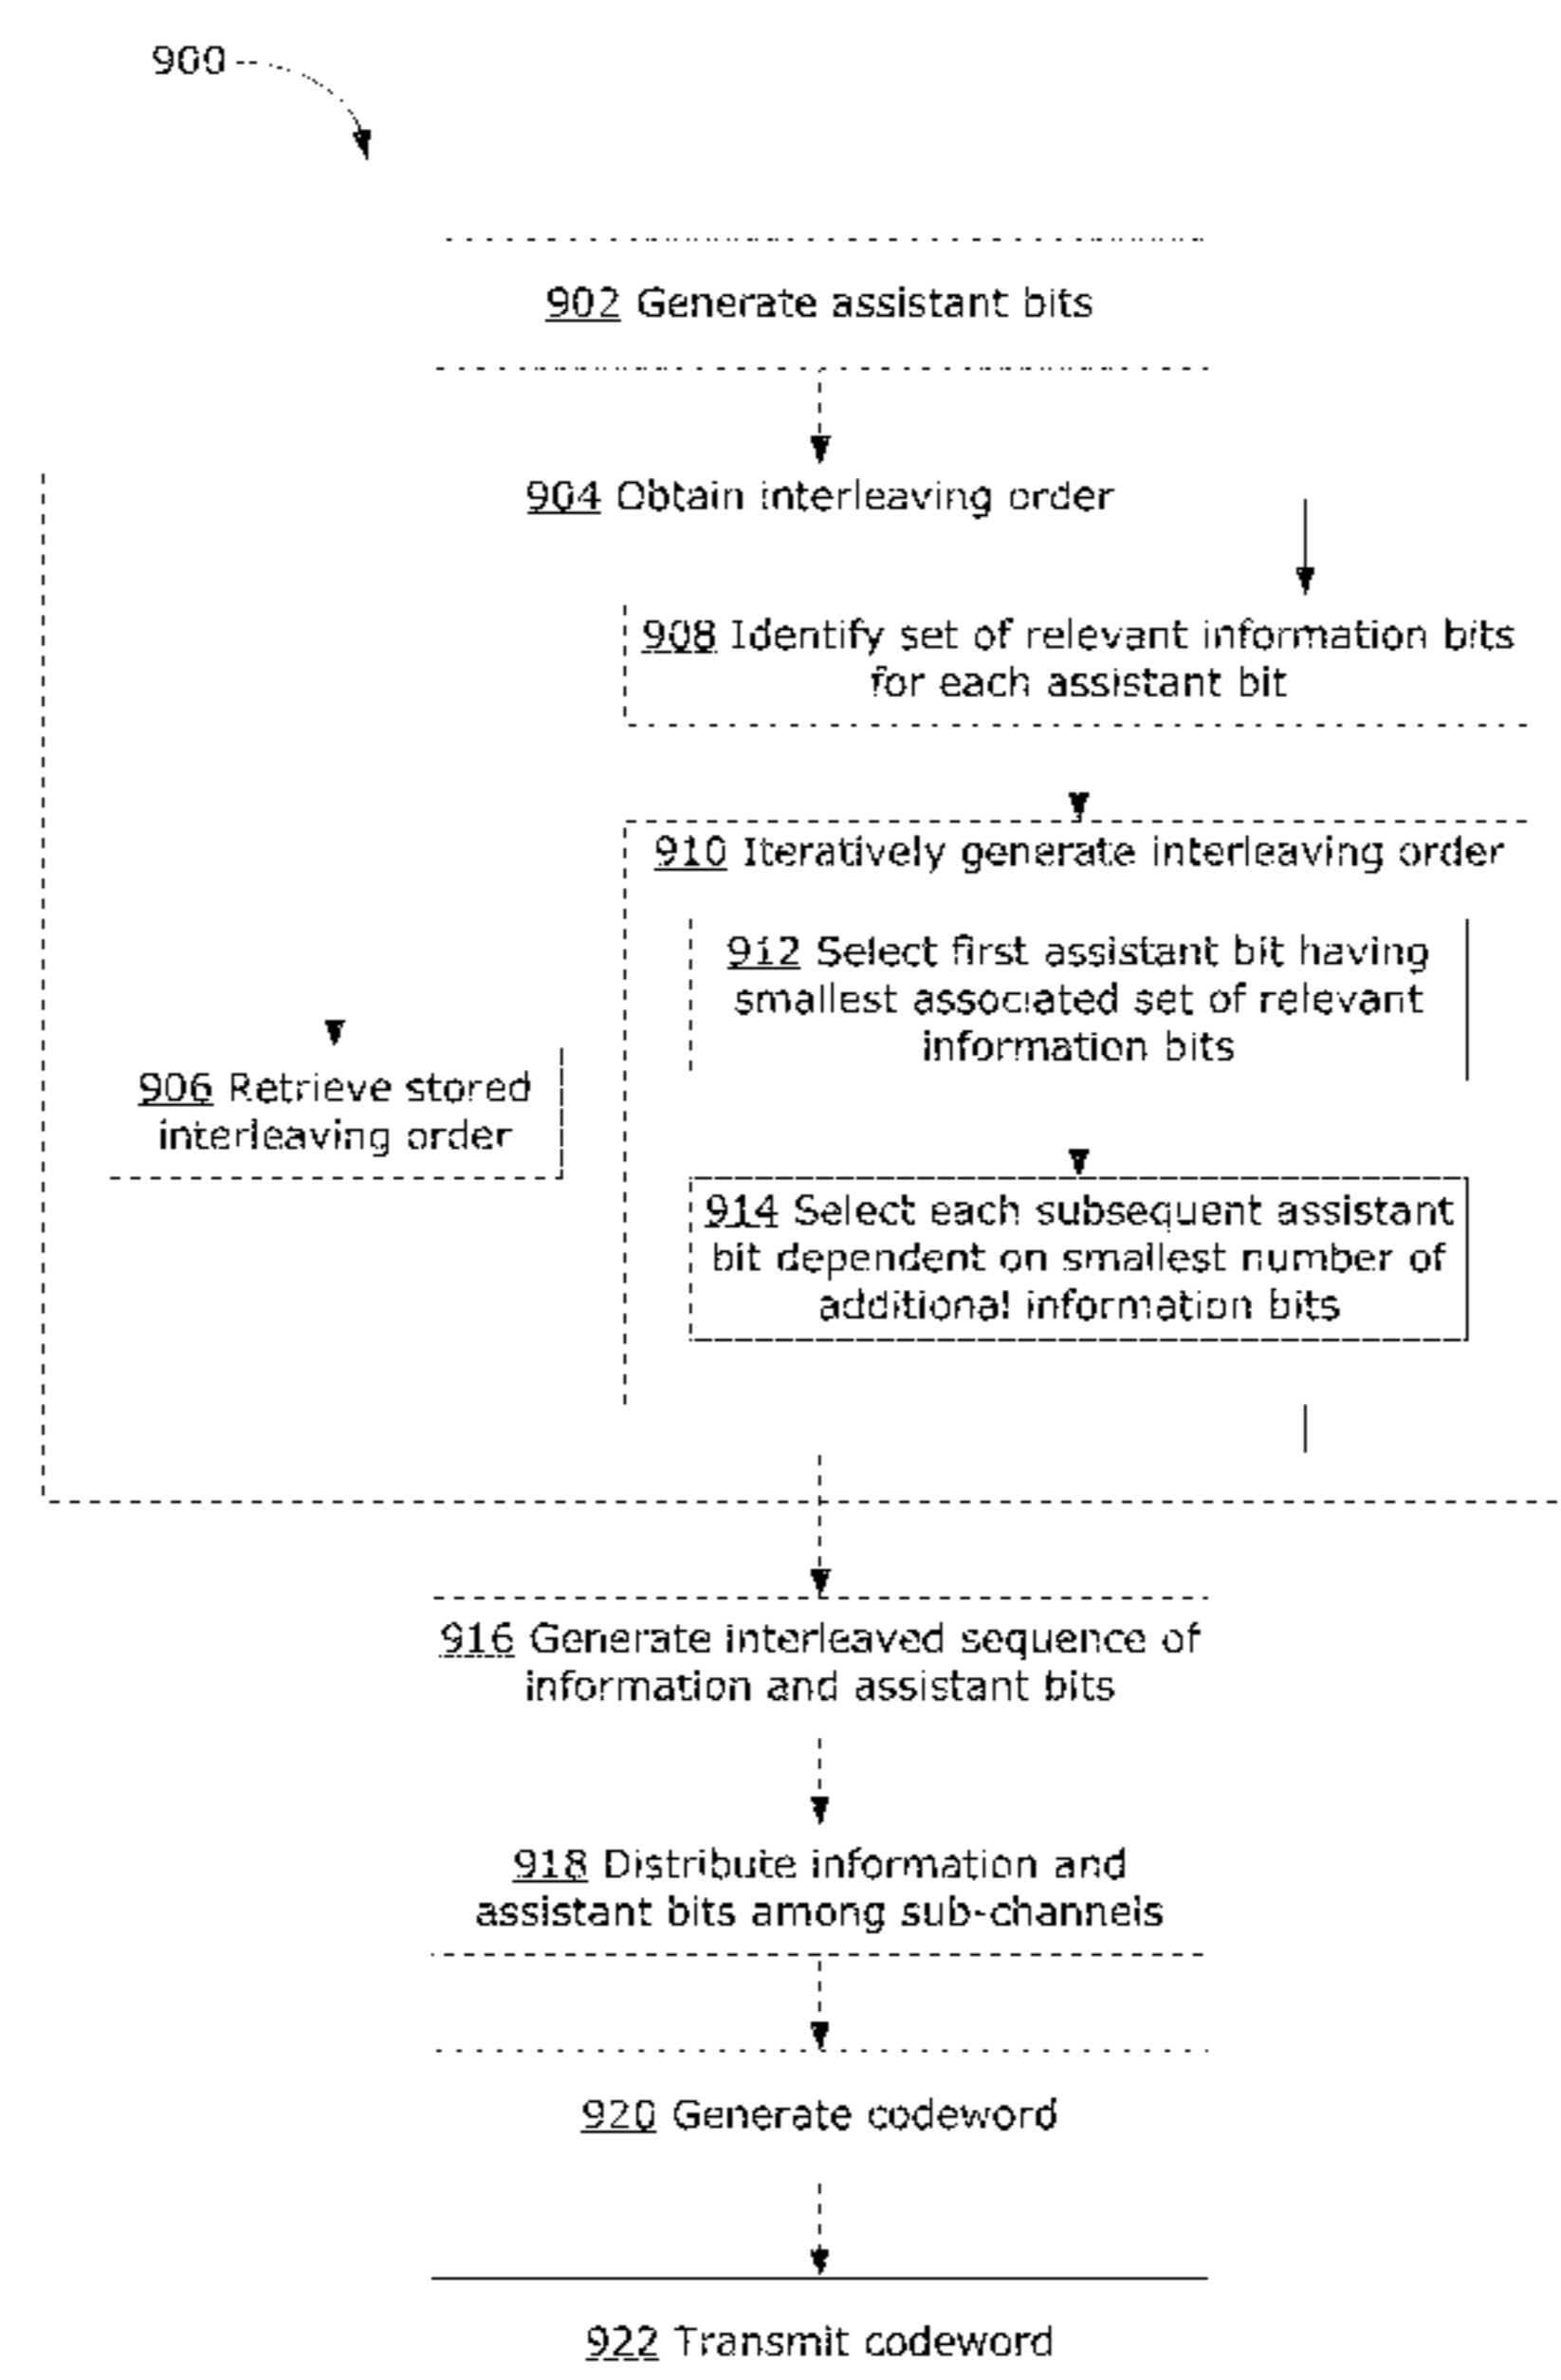 900
902 Generate assistant bits
904 Obtain interleaving order
908 Identify set of relevant information bits
for each assistant bit
910 Iteratively generate interleaving order
912 Select first assistant bit having
smallest associated set of relevant
information bits
906 Retrieve stored
interleaving order
914 Select each subsequent assistant
bit dependent on smallest number of
additional information bits
916 Generate interleaved sequence of
information and assistant bits
918 Distribute information and
assistant bits among sub-channels
920 Generate codeword
922 Transmit codeword